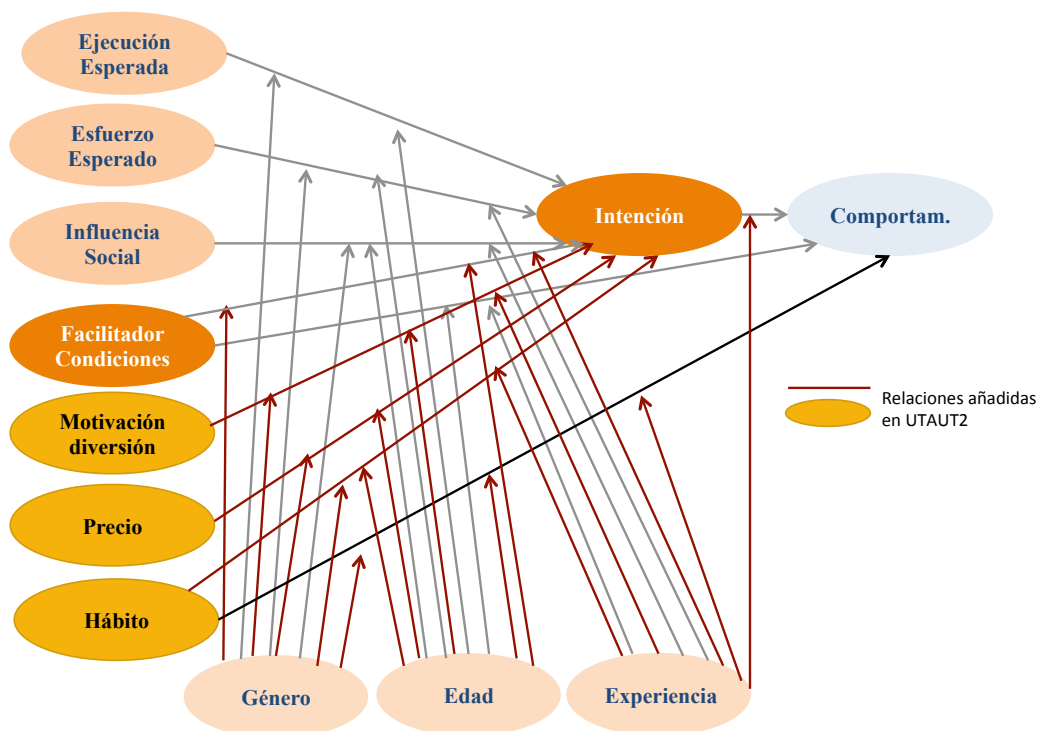 Ejecución
Esperada
Esfuerzo
Esperado
Influencia
Social
Intención
Comportam.
Facilitador
Condiciones
Motivación
diversión
Relaciones añadidas
en UTAUT2
Precio
Hábito
Género
Edad
Experiencia